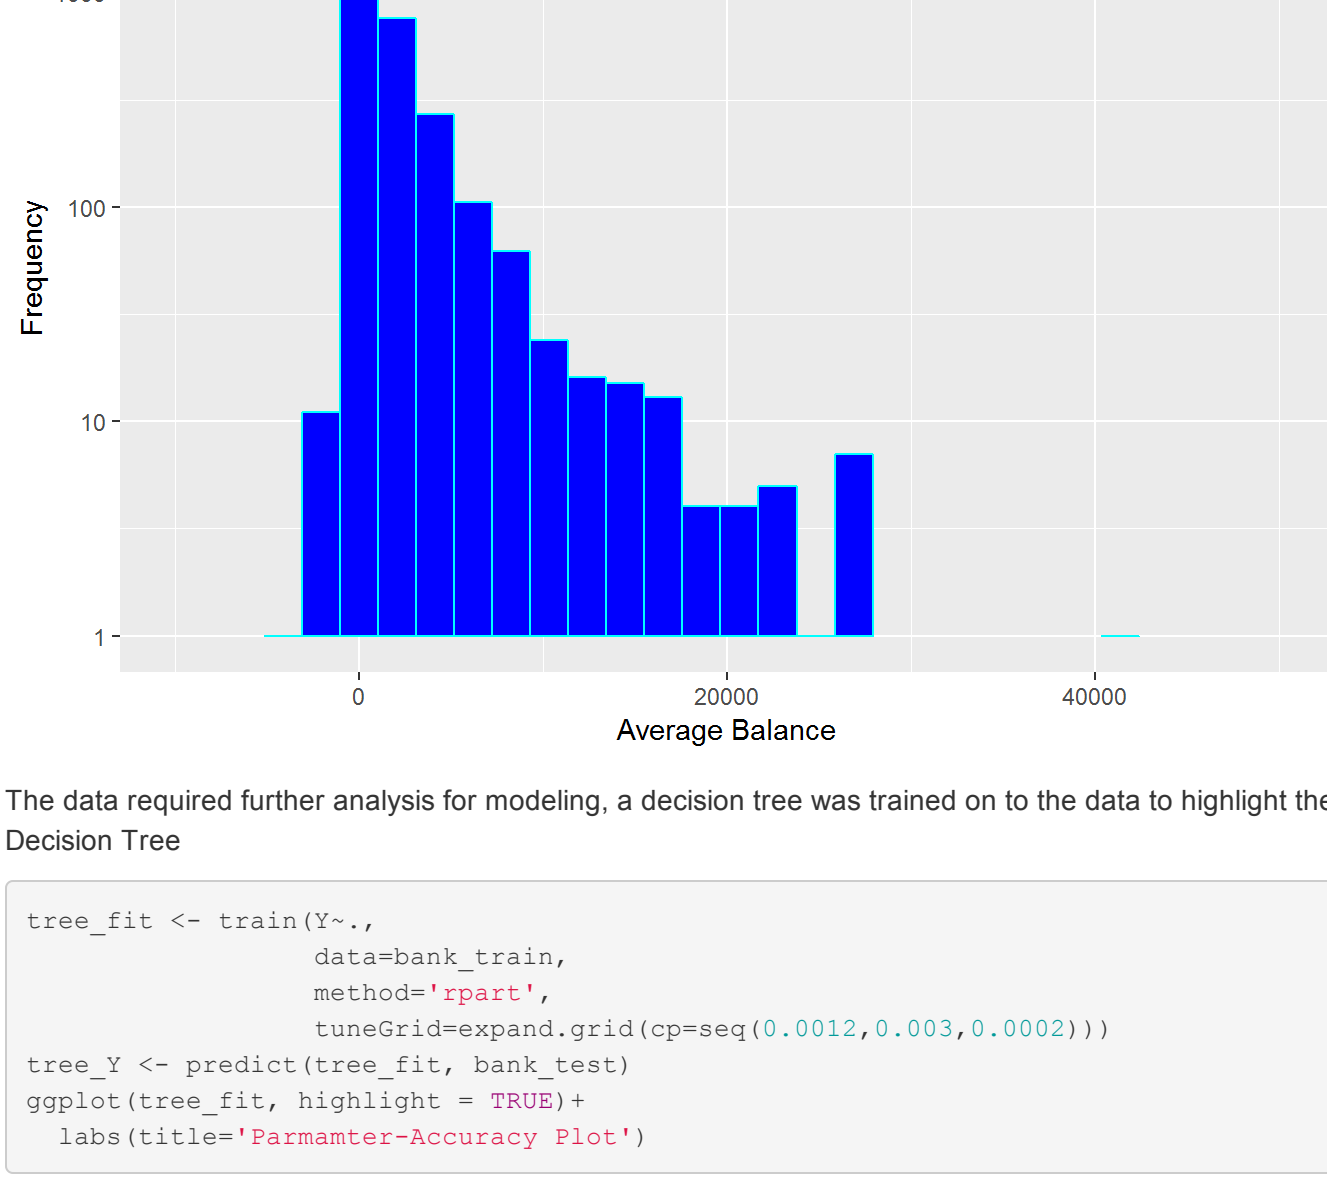 Frequency
100
10
1
0 20000 40000
Average Balance
The data required further analysis for modeling, a decision tree was trained on to the data to highlight the
Decision Tree
tree_fit <- train(Y~.,
                  data=bank_train,
                  method='rpart',
                  tuneGrid=expand.grid(cp=seq(0.0012,0.003,0.0002)))
tree_Y <- predict(tree_fit, bank_test)
ggplot(tree_fit, highlight = TRUE)+
  labs(title='Parmamter-Accuracy Plot')